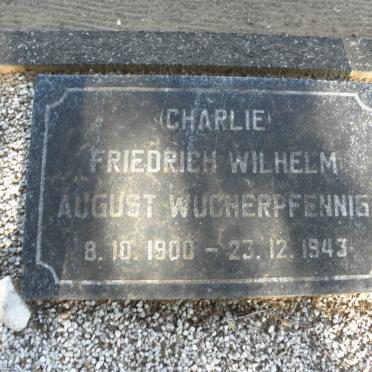 (CHARLIE)
FRIEDRICH WILHELM
AUGUST WUCHERPFENNIG
8.10.1900 – 23.12.1943